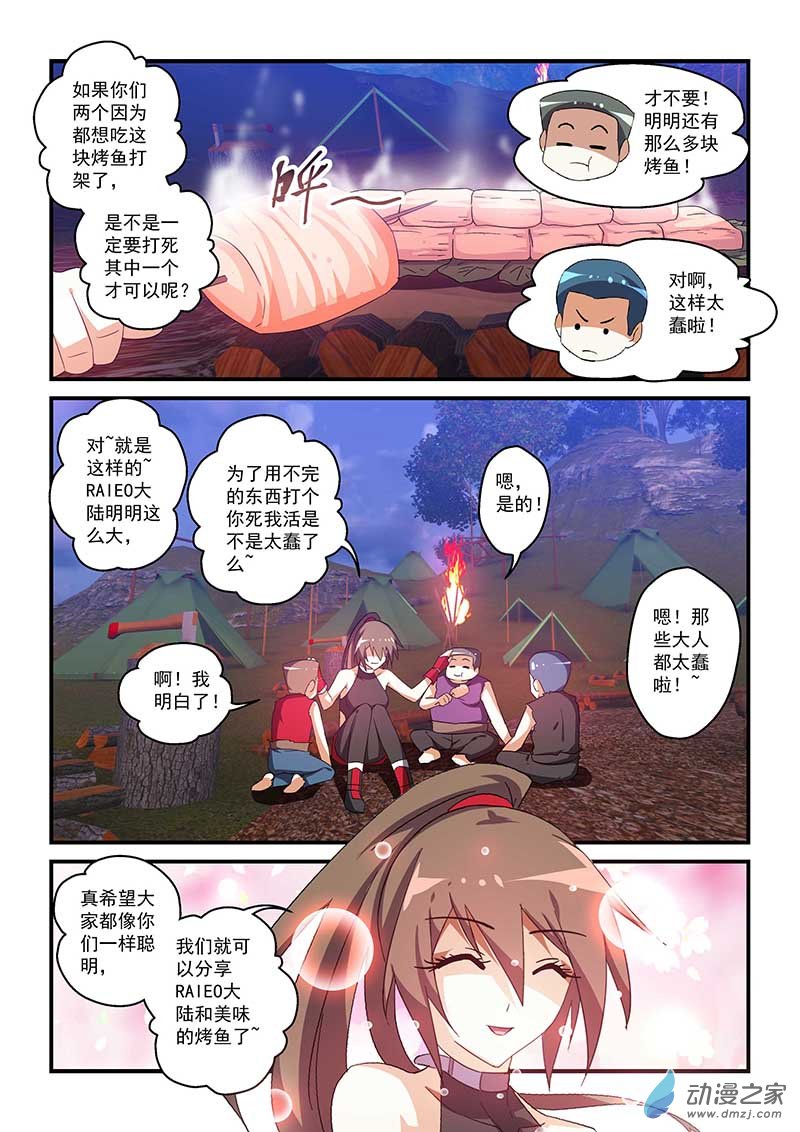 如果你们
两个因为
都想吃这
块烤鱼打
架了，
是不是一
定要打死
其中一个
才可以呢？
呼～
才不要！
明明还有
那么多块
烤鱼！
对啊，
这样太
蠢啦！
对~就是
这样的~
RAIEO大
陆明明这
么大，
为了用不完
的东西打个
你死我活是
不是太蠢了
么~
嗯，
是的！
啊！我
明白了！
嗯！那
些大人
都太蠢
啦！~
真希望大
家都像你
们一样聪
明，
我们就可
以分享
RAIEO大
陆和美味
的烤鱼了~
动漫之家
www.dmzj.com